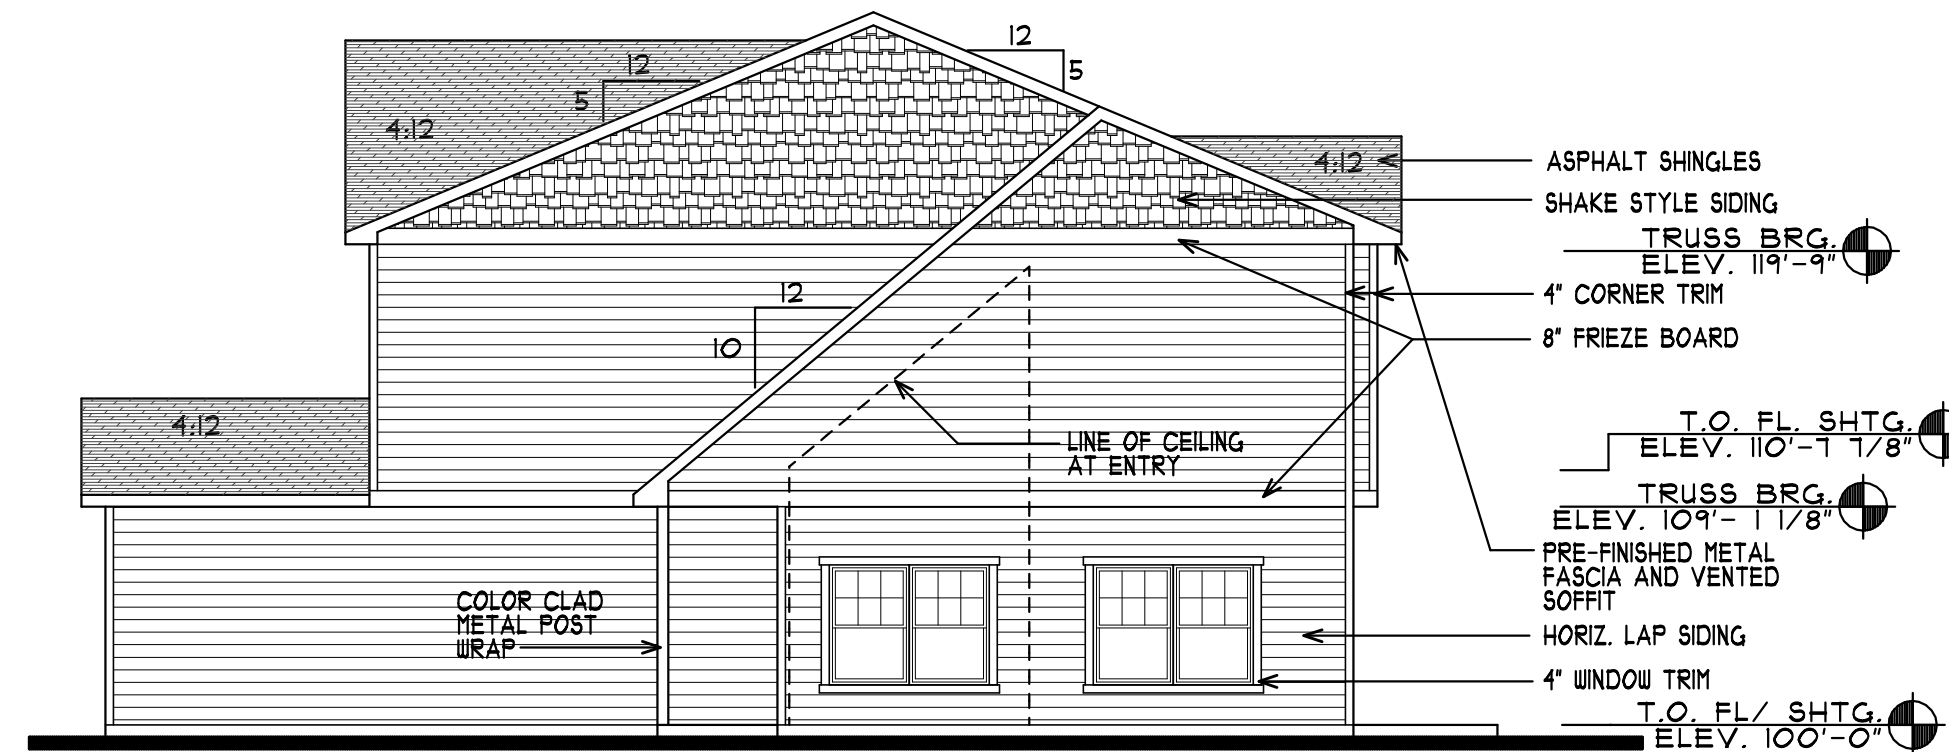 12
5
12
5
4:12
4:12
ASPHALT SHINGLES
SHAKE STYLE SIDING
TRUSS BRG.
ELEV. 119'-9"
4" CORNER TRIM
8" FRIEZE BOARD
12
10
4:12
LINE OF CEILING
AT ENTRY
T.O. FL. SHTG.
ELEV. 110'-7 7/8"
TRUSS BRG.
ELEV. 109'- 1 1/8"
PRE-FINISHED METAL
FASCIA AND VENTED
SOFFIT
COLOR CLAD
METAL POST
WRAP
HORIZ. LAP SIDING
4" WINDOW TRIM
T.O. FL/ SHTG.
ELEV. 100'-0"